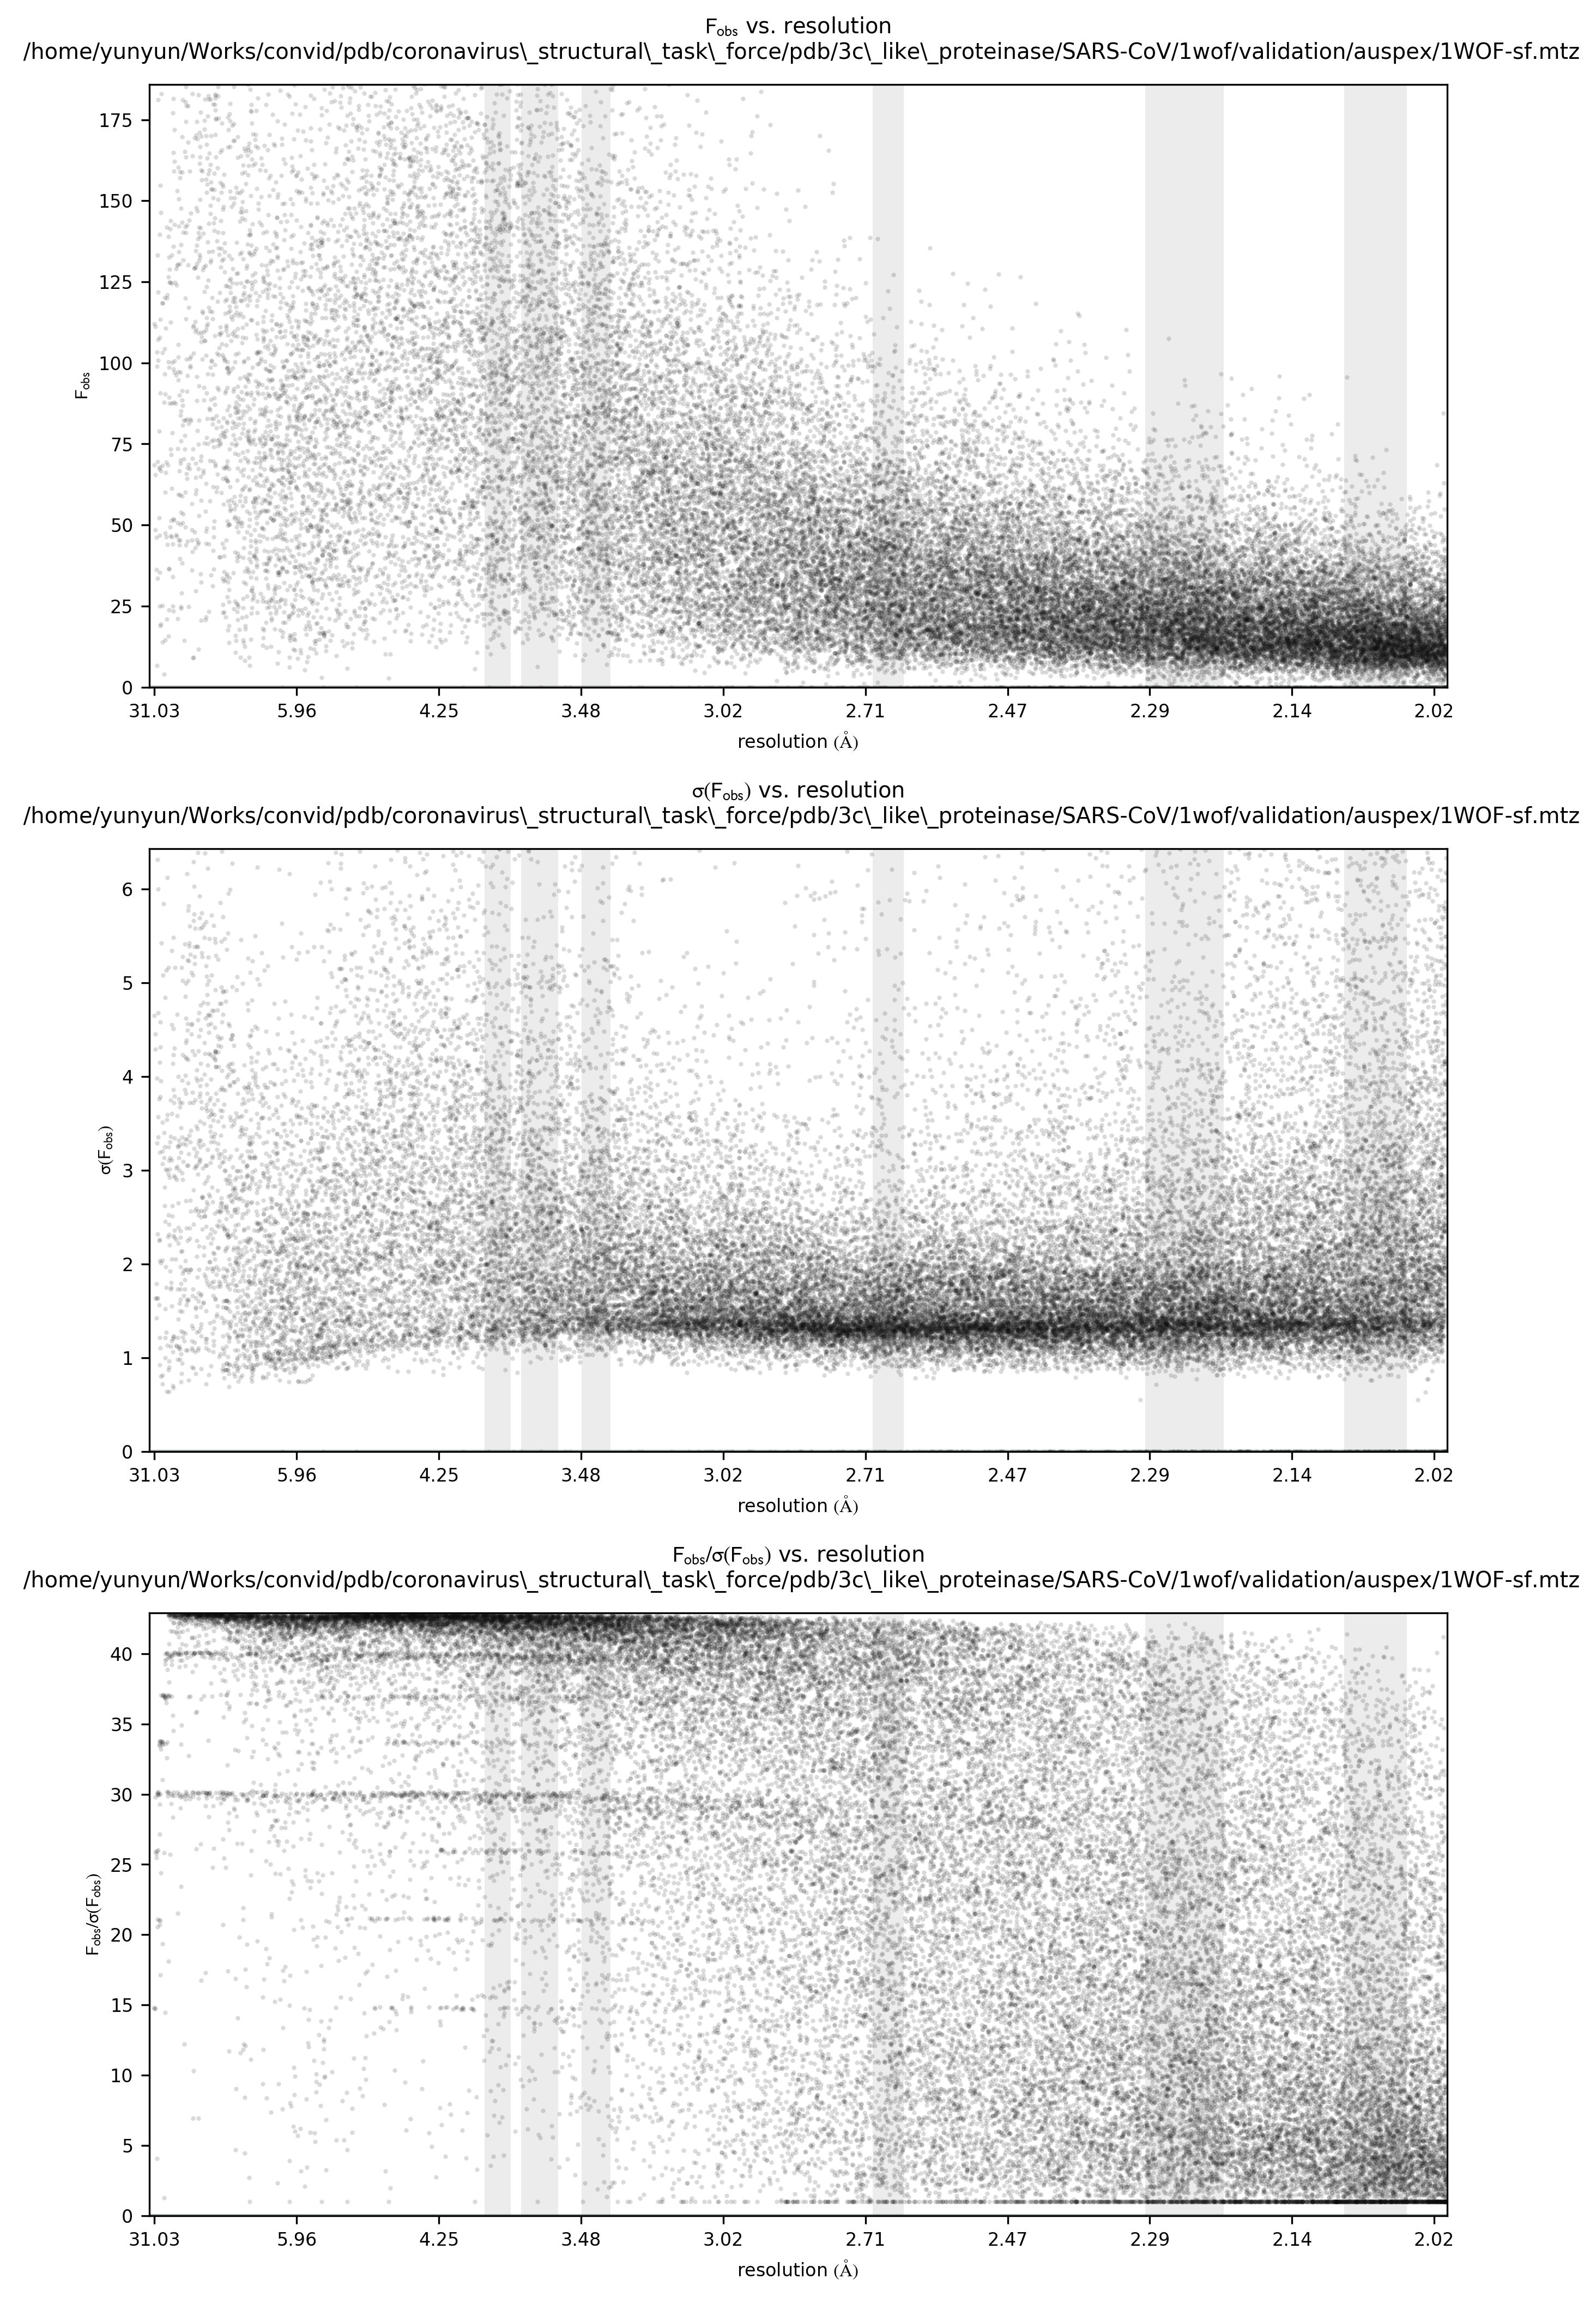 Fobs vs. resolution
/home/yunyun/Works/convid/pdb/coronavirus\_structural\_task\_force/pdb/3c\_like\_proteinase/SARS-CoV/1wof/validation/auspex/1WOF-sf.mtz
175
150
125
100
75
50
25
0
Fobs
31.03 5.96 4.25 3.48 3.02 2.71 2.47 2.29 2.14 2.02
resolution (Å)
σ(Fobs) vs. resolution
/home/yunyun/Works/convid/pdb/coronavirus\_structural\_task\_force/pdb/3c\_like\_proteinase/SARS-CoV/1wof/validation/auspex/1WOF-sf.mtz
6
5
4
3
2
1
0
σ(Fobs)
31.03 5.96 4.25 3.48 3.02 2.71 2.47 2.29 2.14 2.02
resolution (Å)
Fobs/σ(Fobs) vs. resolution
/home/yunyun/Works/convid/pdb/coronavirus\_structural\_task\_force/pdb/3c\_like\_proteinase/SARS-CoV/1wof/validation/auspex/1WOF-sf.mtz
40
35
30
25
20
15
10
5
0
Fobs/σ(Fobs)
31.03 5.96 4.25 3.48 3.02 2.71 2.47 2.29 2.14 2.02
resolution (Å)